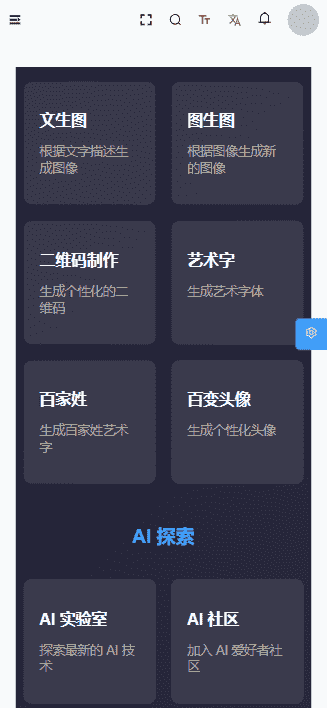 文生图
图生图
根据文字描述生
成图像
根据图像生成新
的图像
二维码制作
艺术字
生成个性化的二
维码
生成艺术字体
百家姓
百变头像
生成百家姓艺术
字
生成个性化头像
AI 探索
AI 实验室
AI 社区
探索最新的 AI 技
术
加入 AI 爱好者社
区